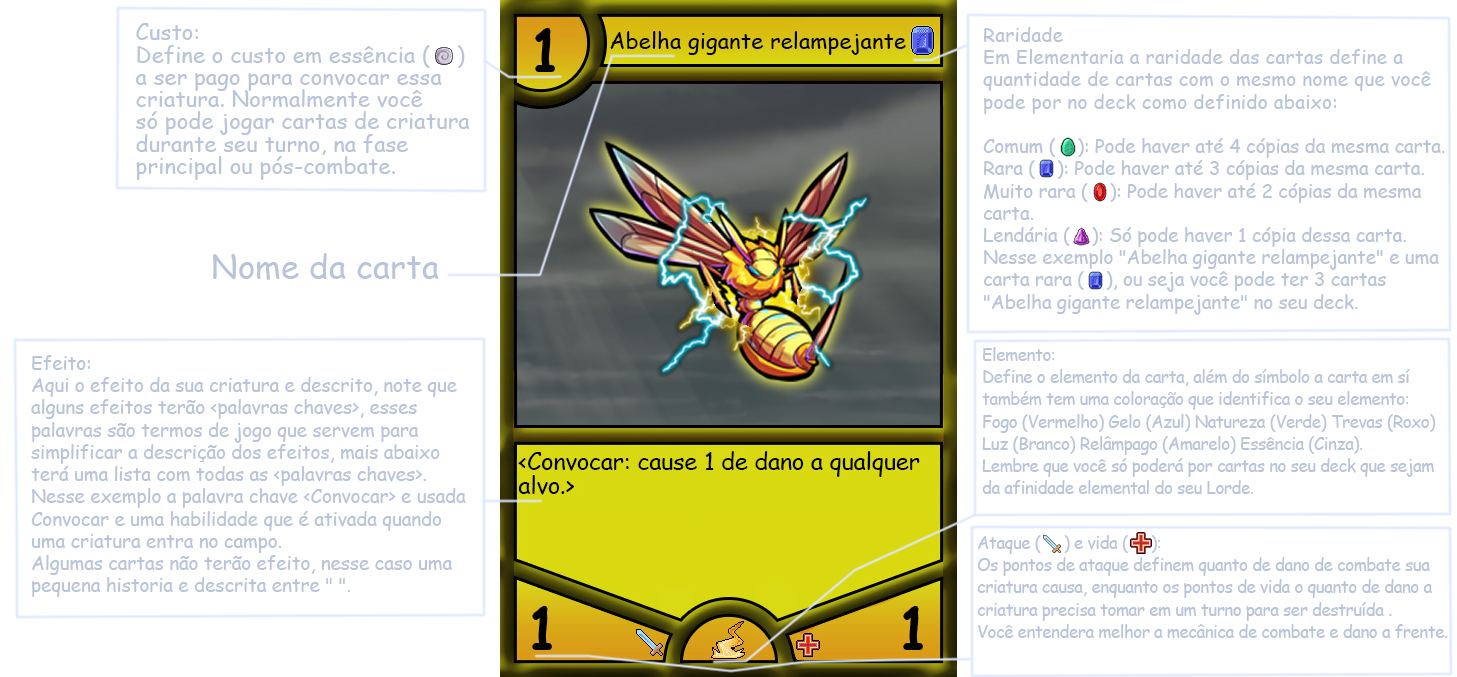 Custo:
Define o custo em essência ( )
a ser pago para convocar essa
criatura. Normalmente você
só pode jogar cartas de criatura
durante seu turno, na fase
principal ou pós-combate.
Nome da carta
Efeito:
Aqui o efeito da sua criatura e descrito, note que
alguns efeitos terão <palavras chaves>, esses
palavras são termos de jogo que servem para
simplificar a descrição dos efeitos, mais abaixo
terá uma lista com todas as <palavras chaves>.
Nesse exemplo a palavra chave <Convocar> e usada
Convocar e uma habilidade que é ativada quando
uma criatura entra no campo.
Algumas cartas não terão efeito, nesse caso uma
pequena historia e descrita entre " ".
1
Abelha gigante relampejante
<Convocar: cause 1 de dano a qualquer
alvo.>
1
1
Raridade
Em Elementaria a raridade das cartas define a
quantidade de cartas com o mesmo nome que você
pode por no deck como definido abaixo:
Comum ( ): Pode haver até 4 cópias da mesma carta.
Rara ( ): Pode haver até 3 cópias da mesma carta.
Muito rara ( ): Pode haver até 2 cópias da mesma
carta.
Lendária ( ): Só pode haver 1 cópia dessa carta.
Nesse exemplo "Abelha gigante relampejante" e uma
carta rara ( ), ou seja você pode ter 3 cartas
"Abelha gigante relampejante" no seu deck.
Elemento:
Define o elemento da carta, além do símbolo a carta em sí
também tem uma coloração que identifica o seu elemento:
Fogo (Vermelho) Gelo (Azul) Natureza (Verde) Trevas (Roxo)
Luz (Branco) Relâmpago (Amarelo) Essência (Cinza).
Lembre que você só poderá por cartas no seu deck que sejam
da afinidade elemental do seu Lorde.
Ataque ( ) e vida ( ):
Os pontos de ataque definem quanto de dano de combate sua
criatura causa, enquanto os pontos de vida o quanto de dano a
criatura precisa tomar em um turno para ser destruída .
Você entendera melhor a mecânica de combate e dano a frente.